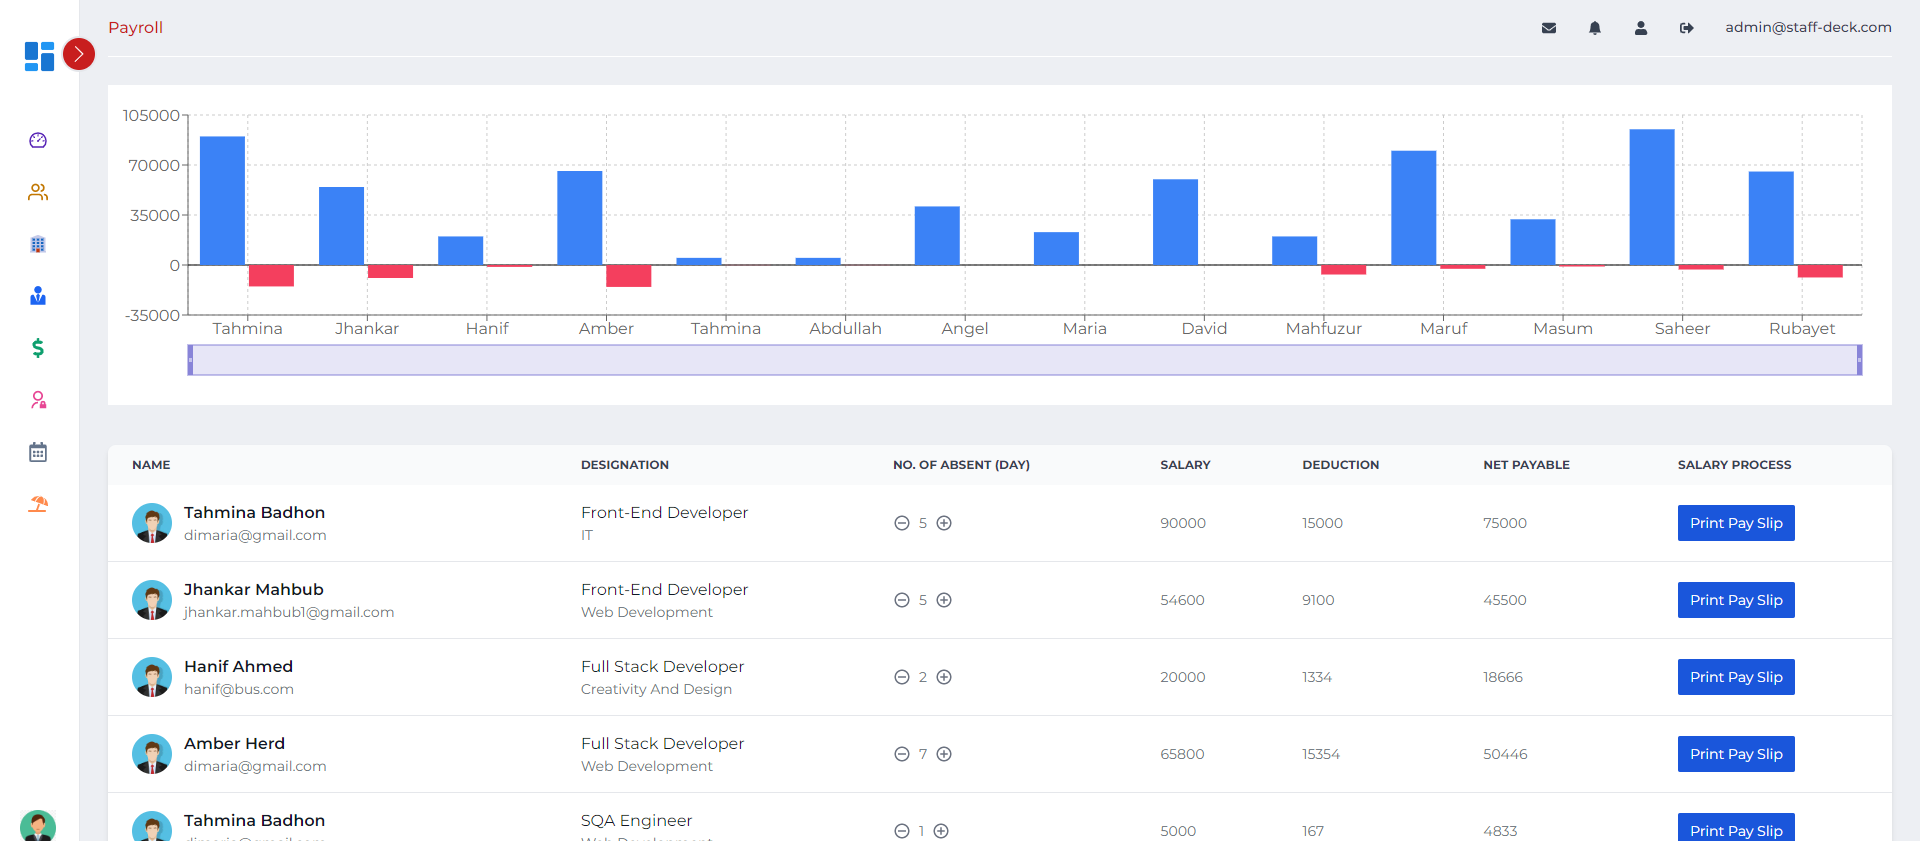 Payroll
admin@staff-deck.com
105000
70000
35000
0
-35000
Tahmina Jhankar Hanif Amber Tahmina Abdullah Angel Maria David Mahfuzur Maruf Masum Saheer Rubayet
NAME DESIGNATION NO. OF ABSENT (DAY) SALARY DEDUCTION NET PAYABLE SALARY PROCESS
Tahmina Badhon Front-End Developer
dimaria@gmail.com IT
5 90000 15000 75000 Print Pay Slip
Jhankar Mahbub Front-End Developer
jhankar.mahbub1@gmail.com Web Development
5 54600 9100 45500 Print Pay Slip
Hanif Ahmed Full Stack Developer
hanif@bus.com Creativity And Design
2 20000 1334 18666 Print Pay Slip
Amber Herd Full Stack Developer
dimaria@gmail.com Web Development
7 65800 15354 50446 Print Pay Slip
Tahmina Badhon SQA Engineer
1 5000 167 4833 Print Pay Slip